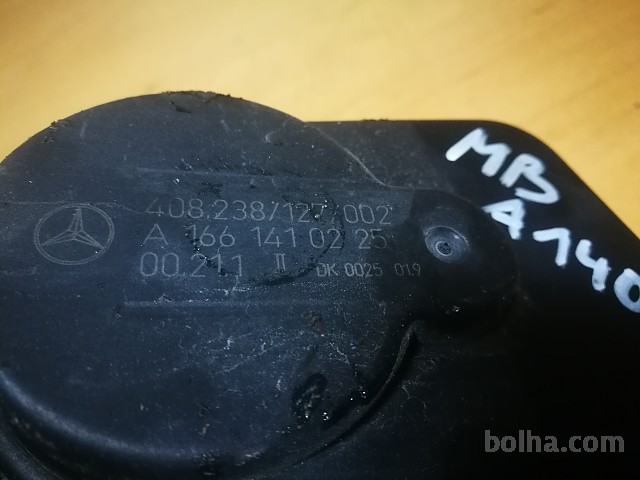 408.238/127/002
A 166 141 02 25
00.211 II DK 0025 019
MB
A140
bolha.com